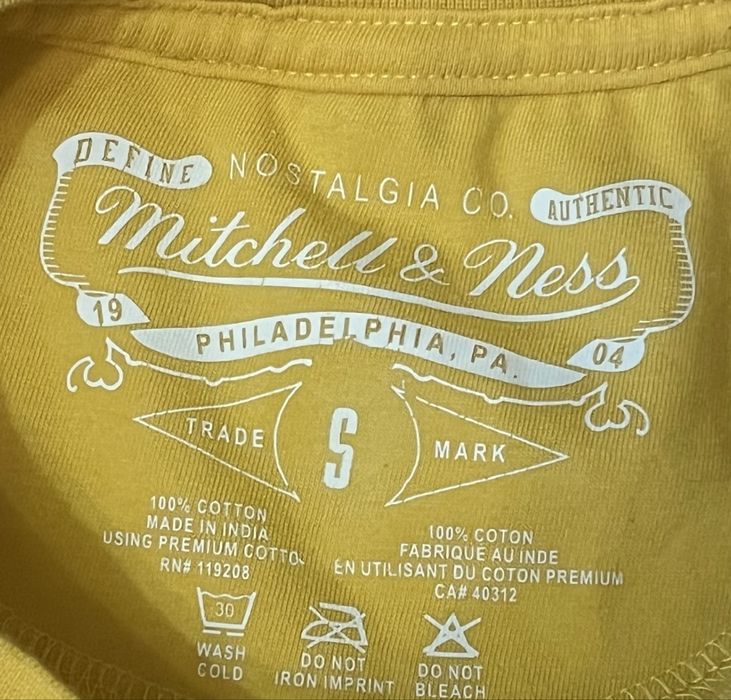 DEFINE NOSTALGIA CO. AUTHENTIC
Mitchell & Ness
19 PHILADELPHIA, PA. 04
TRADE S MARK
100% COTTON
MADE IN INDIA
USING PREMIUM COTTO
RN# 119208
100% COTON
FABRIQUÉ AU INDE
EN UTILISANT DU COTON PREMIUM
CA# 40312
30
WASH
COLD
DO NOT
IRON IMPRINT
DO NOT
BLEACH